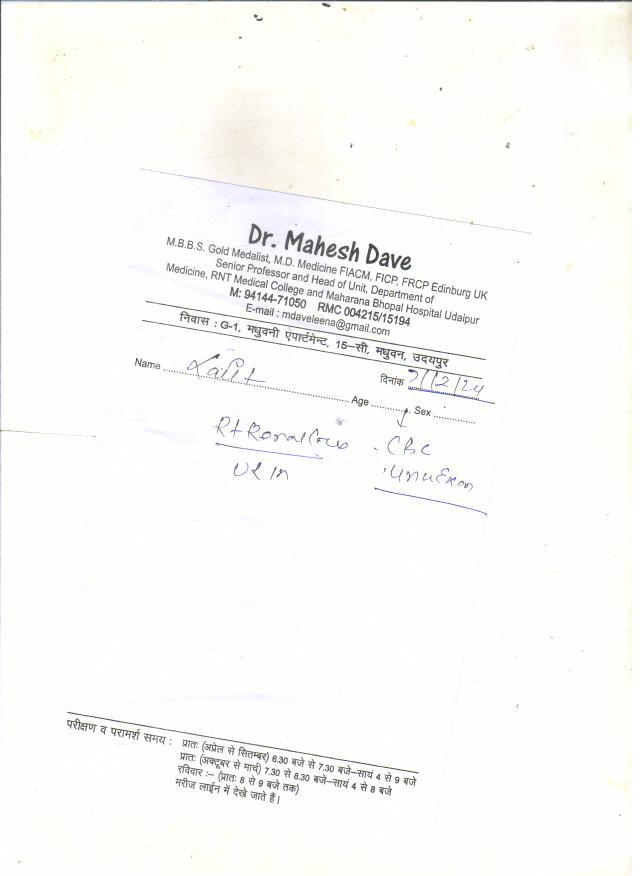 Dr. Mahesh Dave
M.B.B.S. Gold Medalist, M.D. Medicine FIACM, FICP, FRCP Edinburg UK
Senior Professor and Head of Unit, Department of
Medicine, RNT Medical College and Maharana Bhopal Hospital Udaipur
M: 94144-71050 RMC 004215/15194
E-mail : mdaveleena@gmail.com
निवास : G-1, मधुवनी एपार्टमेन्ट, 15–सी, मधुवन, उदयपुर
दिनांक /12/24
Name Lalit Age Sex
Rt Renal CBC
परीक्षण व परामर्श समय : प्रातः (अप्रेल से सितम्बर) 6.30 बजे से 7.30 बजे–सायं 4 से 9 बजे
प्रातः (अक्टूबर से मार्च) 7.30 से 8.30 बजे–सायं 4 से 8 बजे
रविवार :– (प्रातः 8 से 9 बजे तक)
मरीज लाईन में देखे जाते हैं।